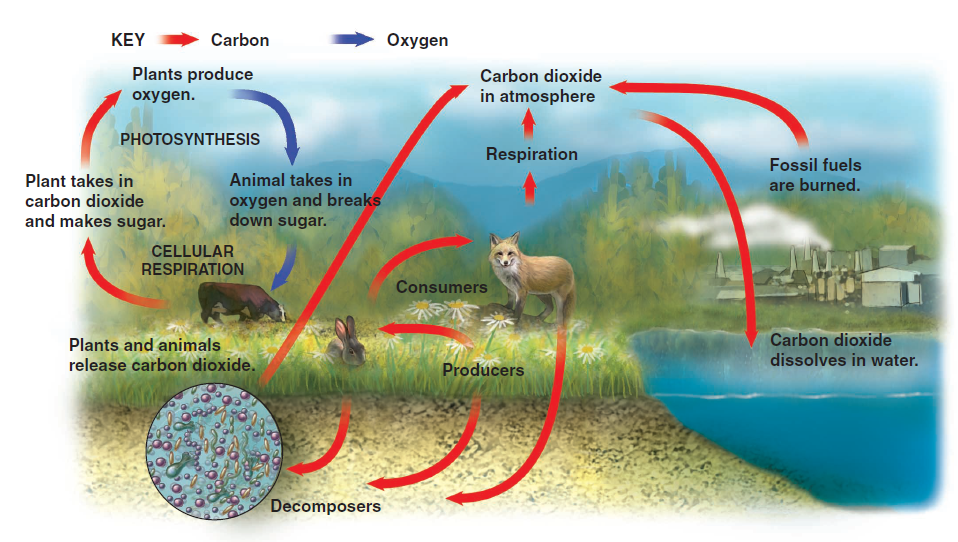 KEY Carbon Oxygen
Plants produce
oxygen.
PHOTOSYNTHESIS
Plant takes in
carbon dioxide
and makes sugar.
Animal takes in
oxygen and breaks
down sugar.
CELLULAR
RESPIRATION
Plants and animals
release carbon dioxide.
Carbon dioxide
in atmosphere
Respiration
Fossil fuels
are burned.
Consumers
Producers
Carbon dioxide
dissolves in water.
Decomposers